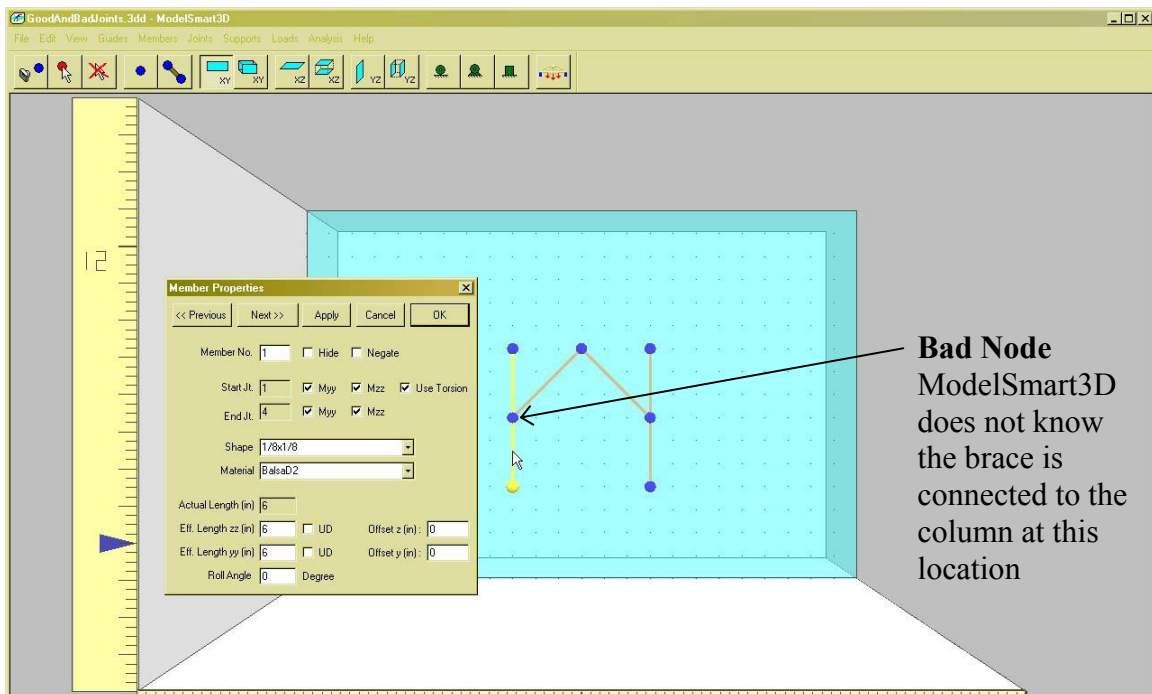 GoodAndBadJoints.3dd - ModelSmart3D
File Edit View Guides Members Joints Supports Loads Analysis Help
XY XY XZ XZ YZ YZ
12
Member Properties
<< Previous Next >> Apply Cancel OK
Member No. 1 Hide Negate
Start Jt. 1 Myy Mzz Use Torsion
End Jt. 4 Myy Mzz
Shape 1/8x1/8
Material BalsaD2
Actual Length (in) 6
Eff. Length zz (in) 6 UD Offset z (in) : 0
Eff. Length yy (in) 6 UD Offset y (in) : 0
Roll Angle 0 Degree
Bad Node
ModelSmart3D
does not know
the brace is
connected to the
column at this
location